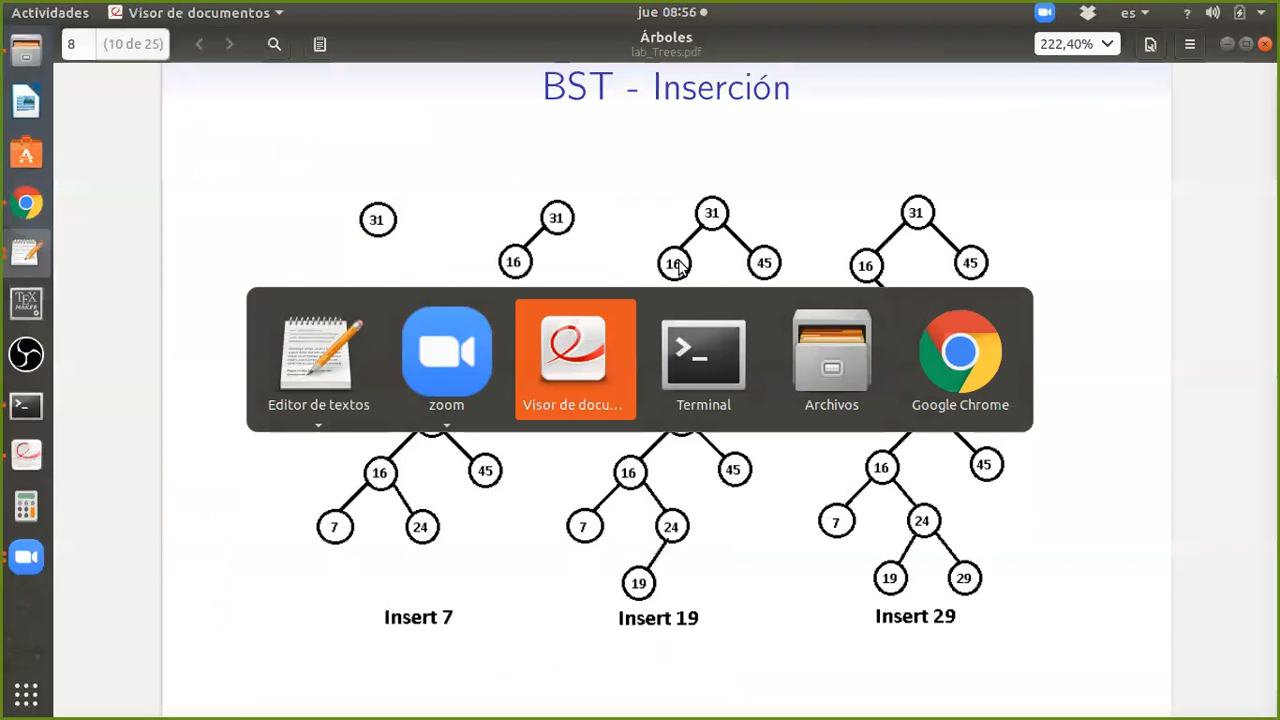 Actividades
Visor de documentos
jue 08:56
es
?
8
(10 de 25)
Árboles
lab_Trees.pdf
222,40%
BST - Inserción
31
31
31
31
16
16
45
16
45
Editor de textos
zoom
Visor de docu...
Terminal
Archivos
Google Chrome
16
45
16
45
16
45
7
24
7
24
7
24
19
19
29
Insert 7
Insert 19
Insert 29